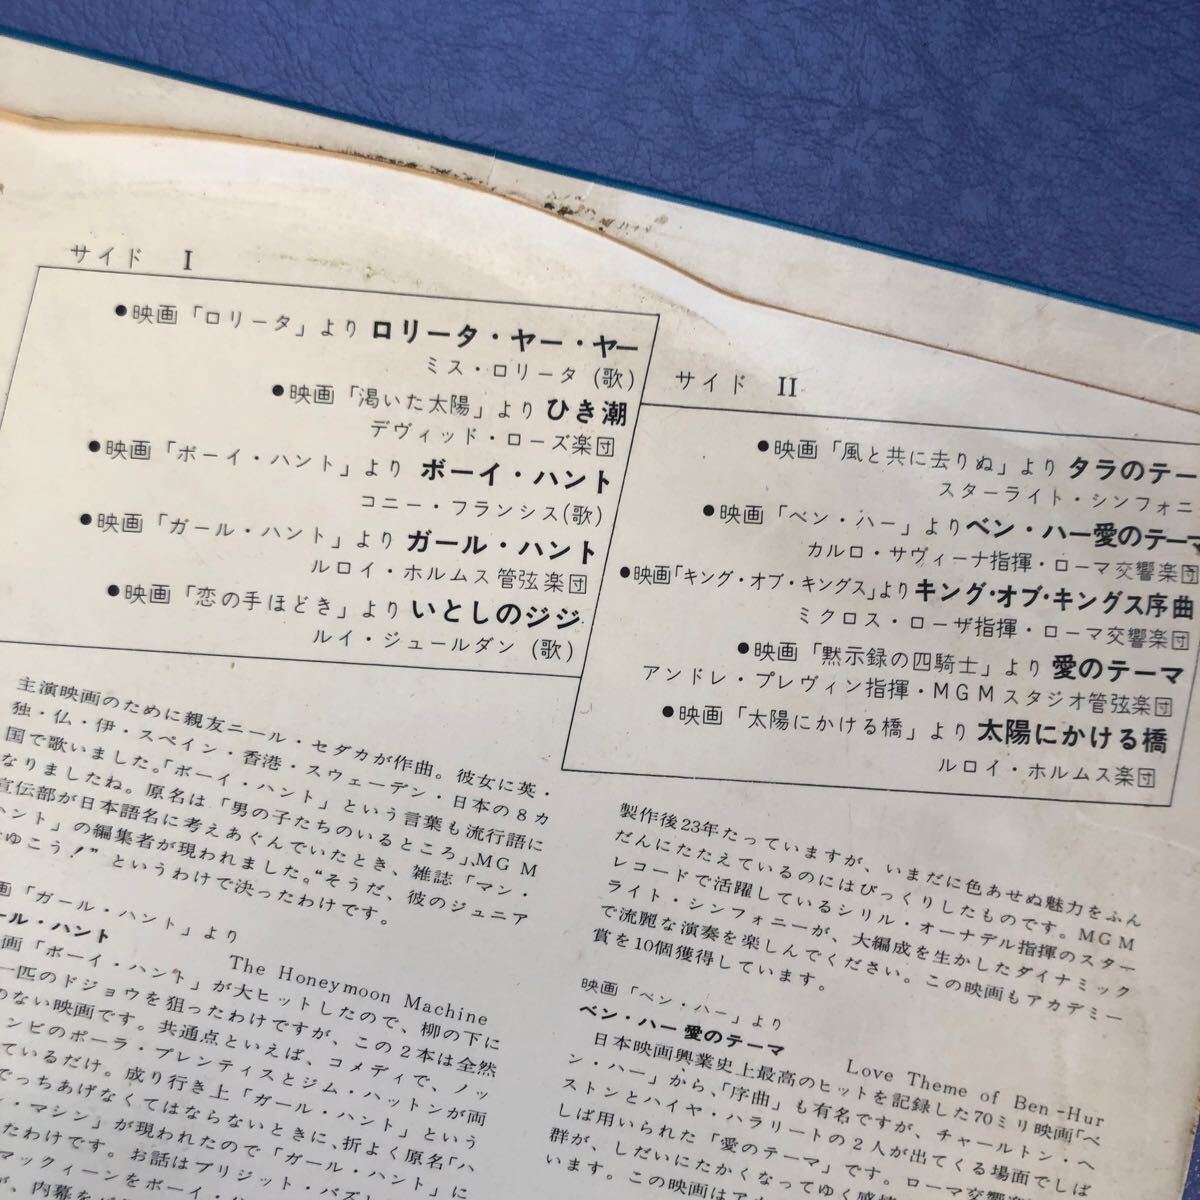 サイド I
●映画「ロリータ」より ロリータ・ヤー・ヤー
ミス・ロリータ (歌)
●映画「渇いた太陽」より ひき潮
デヴィッド・ローズ楽団
●映画「ボーイ・ハント」より ボーイ・ハント
コニー・フランシス(歌)
●映画「ガール・ハント」より ガール・ハント
ルロイ・ホルムス管弦楽団
●映画「恋の手ほどき」より いとしのジジ
ルイ・ジュールダン (歌)
サイド II
●映画「風と共に去りぬ」より タラのテー
スターライト・シンフォニ
●映画「ベン・ハー」より ベン・ハー愛のテーマ
カルロ・サヴィーナ指揮・ローマ交響楽団
●映画「キング・オブ・キングス」より キング・オブ・キングス序曲
ミクロス・ローザ指揮・ローマ交響楽団
●映画「黙示録の四騎士」より 愛のテーマ
アンドレ・プレヴィン指揮・MGMスタジオ管弦楽団
●映画「太陽にかける橋」より 太陽にかける橋
ルロイ・ホルムス楽団
主演映画のために親友ニール・セダカが作曲。彼女に英・
独・仏・伊・スペイン・香港・スウェーデン・日本の8カ
国で歌いました。「ボーイ・ハント」という言葉も流行語に
なりましたね。原名は「男の子たちのいるところ」、MGM
宣伝部が日本語名に考えあぐんでいたとき、雑誌「マン・
ハント」の編集者が現われました。“そうだ、彼のジュニア
でゆこう!”というわけで決ったわけです。
画「ガール・ハント」より
ール・ハント
The Honeymoon Machine
画「ボーイ・ハント」が大ヒットしたので、柳の下に
一匹のドジョウを狙ったわけですが、この2本は全然
のない映画です。共通点といえば、コメディで、ノッ
ンビのポーラ・プレンティスとジム・ハットンが両
ているだけ。成り行き上「ガール・ハント」という
でっちあげなくてはならないときに、折よく原名「ハ
ン・マシン」が現われたので「ガール・ハント」に
たわけです。お話はブリジット・バズレ
マックィーンをボーイ・
が、内幕を
製作後23年たっていますが、いまだに色あせぬ魅力をふん
だんにたたえているのにはびっくりしたものです。MGM
レコードで活躍しているシリル・オーナデル指揮のスター
ライト・シンフォニーが、大編成を生かしたダイナミック
で流麗な演奏を楽しんでください。この映画もアカデミー
賞を10個獲得しています。
映画「ベン・ハー」より
ベン・ハー 愛のテーマ
Love Theme of Ben-Hur
日本映画興業史上最高のヒットを記録した70ミリ映画「ベ
ン・ハー」から、「序曲」も有名ですが、チャールトン・ヘ
ストンとハイヤ・ハラリートの2人が出てくる場面でしば
しば用いられた「愛のテーマ」です。ローマ交響楽
群が、しだいにたかくなってゆく感情
います。この映画はアカ